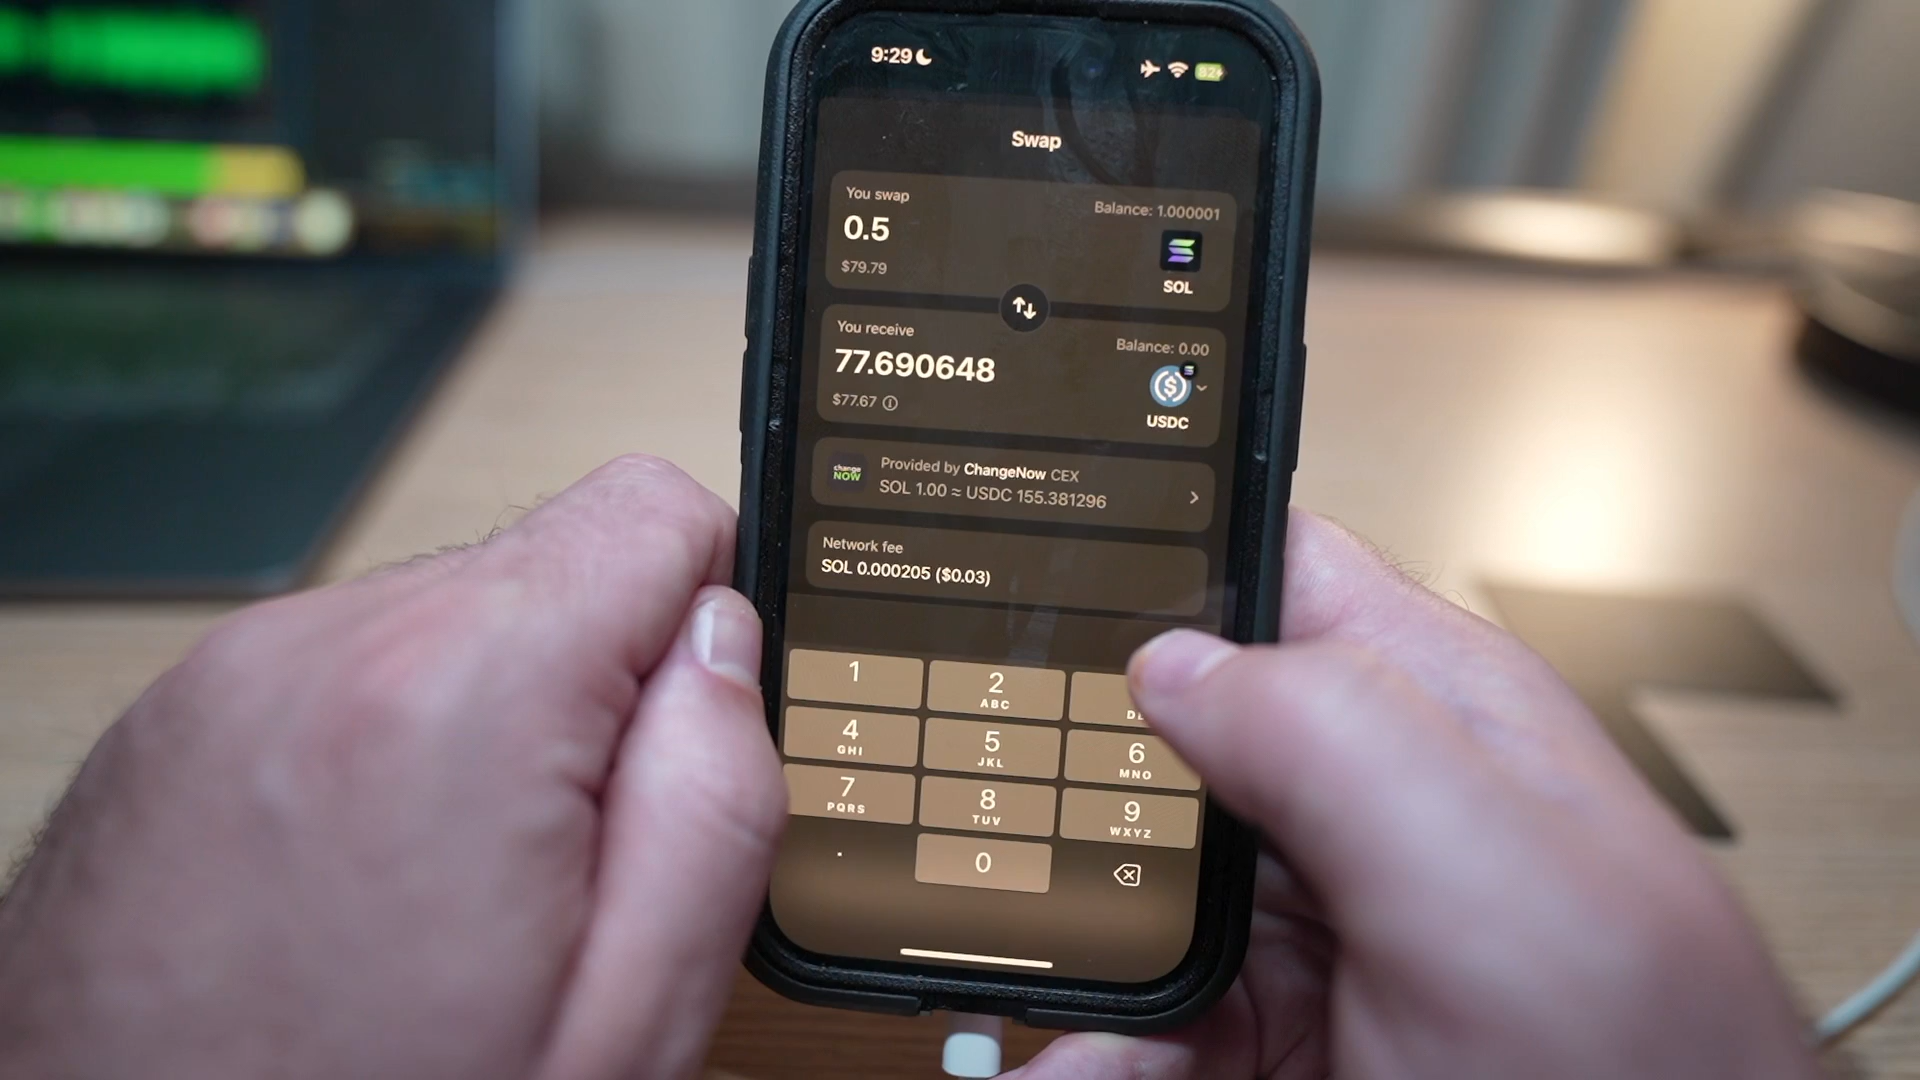 9:29
82
Swap
You swap
Balance: 1.000001
0.5
$79.79
SOL
You receive
Balance: 0.00
77.690648
$77.67
USDC
change NOW
Provided by ChangeNow CEX
SOL 1.00 ≈ USDC 155.381296
Network fee
SOL 0.000205 ($0.03)
1
2
ABC
4
GHI
5
JKL
6
MNO
7
PQRS
8
TUV
9
WXYZ
.
0